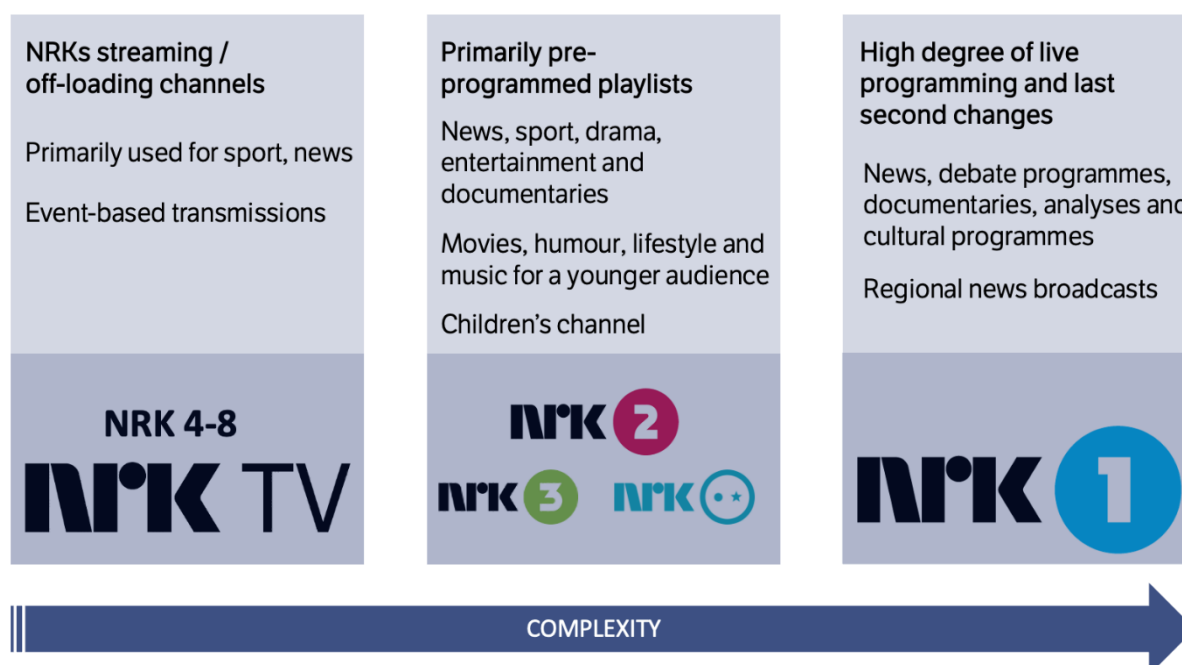 NRKs streaming /
off-loading channels
Primarily used for sport, news
Event-based transmissions
NRK 4-8
NrK TV
Primarily pre-
programmed playlists
News, sport, drama,
entertainment and
documentaries
Movies, humour, lifestyle and
music for a younger audience
Children’s channel
NrK 2
NrK 3
NrK
High degree of live
programming and last
second changes
News, debate programmes,
documentaries, analyses and
cultural programmes
Regional news broadcasts
NrK 1
COMPLEXITY